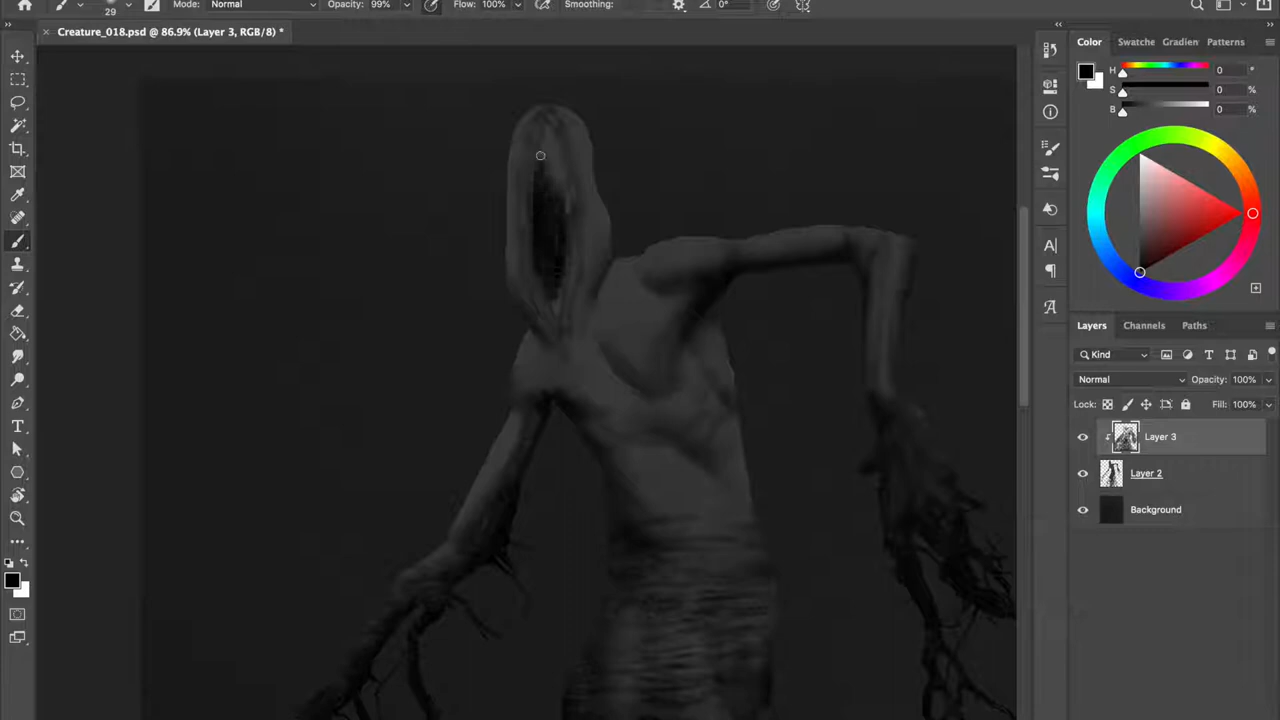 29 Mode: Normal Opacity: 99% Flow: 100% Smoothing: 0°
Creature_018.psd @ 86.9% (Layer 3, RGB/8) *
Color Swatche Gradien Patterns
H 0 °
S 0 %
B 0 %
Layers Channels Paths
Kind
Normal Opacity: 100%
Lock: Fill: 100%
Layer 3
Layer 2
Background